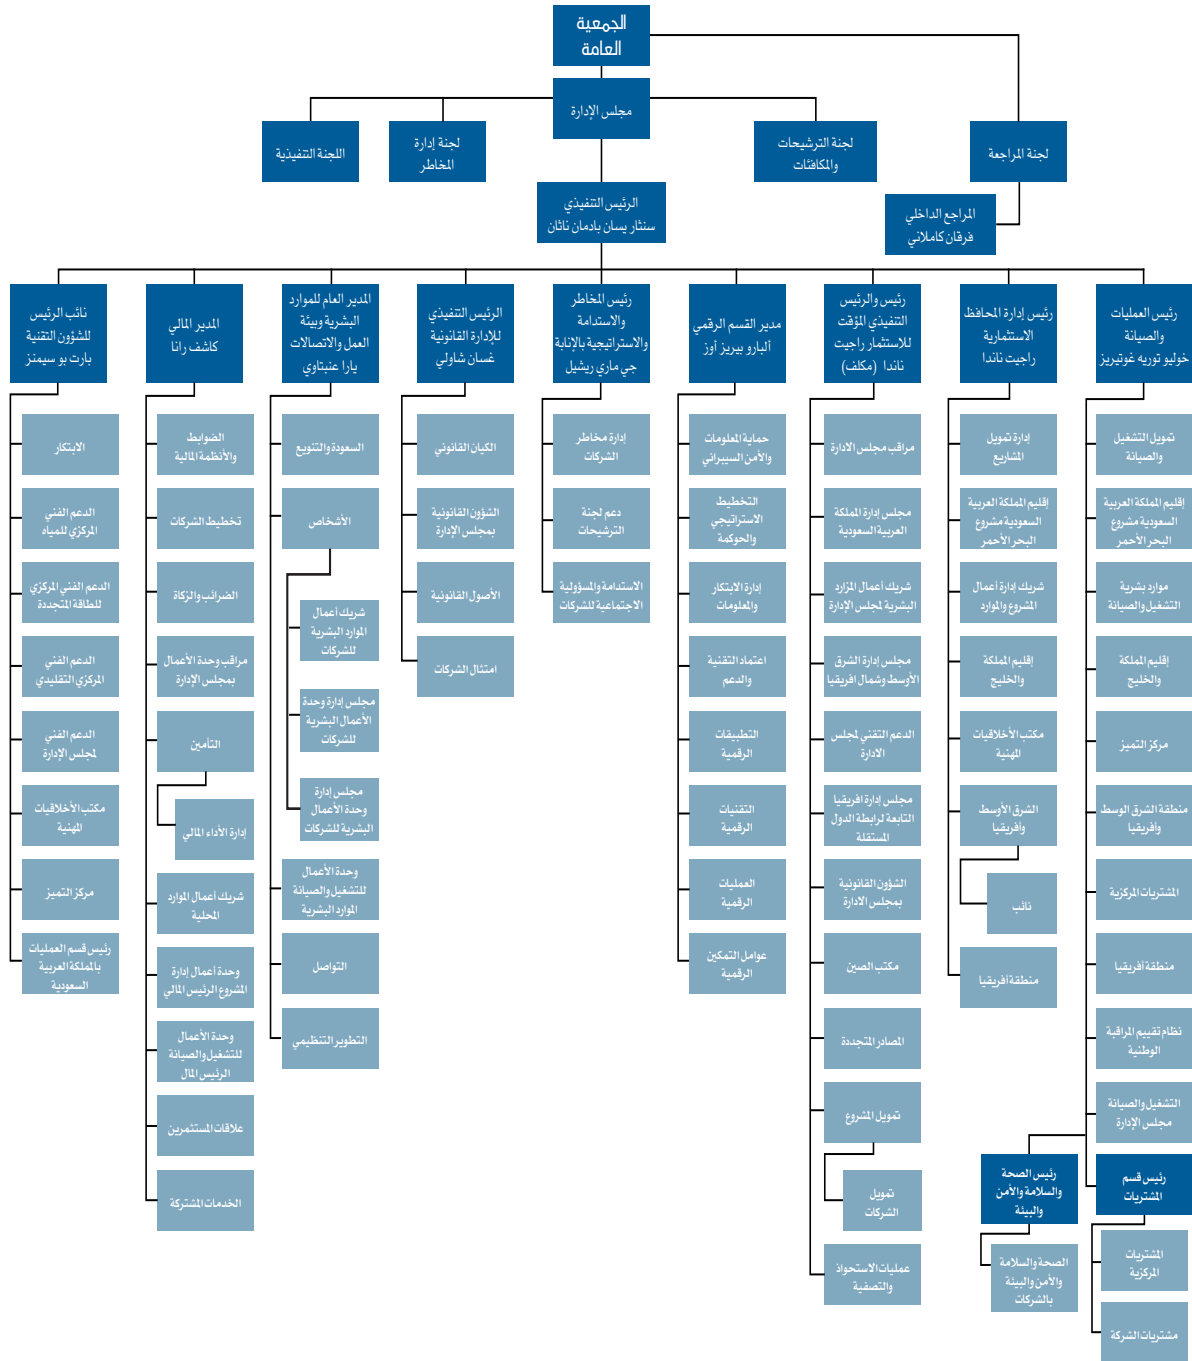 الجمعية
العامة
مجلس الإدارة
اللجنة التنفيذية
لجنة إدارة
المخاطر
لجنة الترشيحات
والمكافئات
لجنة المراجعة
المراجع الداخلي
فرقان كاملاني
الرئيس التنفيذي
سنثار يسان بادمان ناثان
رئيس العمليات
والصيانة
خوليو توريه غوتيريز
تمويل التشغيل
والصيانة
إقليم المملكة العربية
السعودية مشروع
البحر الأحمر
موارد بشرية
التشغيل والصيانة
إقليم المملكة
والخليج
مركز التميز
منطقة الشرق الوسط
وأفريقيا
المشتريات المركزية
منطقة أفريقيا
نظام تقييم المراقبة
الوطنية
التشغيل والصيانة
مجلس الإدارة
رئيس قسم
المشتريات
المشتريات
المركزية
مشتريات الشركة
رئيس الصحة
والسلامة والأمن
والبيئة
الصحة والسلامة
والأمن والبيئة
بالشركات
رئيس إدارة المحافظ
الاستثمارية
راجيت ناندا
إدارة تمويل
المشاريع
إقليم المملكة العربية
السعودية مشروع
البحر الأحمر
شريك إدارة أعمال
المشروع والموارد
إقليم المملكة
والخليج
مكتب الأخلاقيات
المهنية
الشرق الأوسط
وأفريقيا
نائب
منطقة أفريقيا
رئيس والرئيس
التنفيذي المؤقت
للاستثمار راجيت
ناندا (مكلف)
مراقب مجلس الادارة
مجلس إدارة المملكة
العربية السعودية
شريك أعمال المزارد
البشرية لمجلس الإدارة
مجلس إدارة الشرق
الأوسط وشمال افريقيا
الدعم التقني لمجلس
الادارة
مجلس إدارة افريقيا
التابعة لرابطة الدول
المستقلة
الشؤون القانونية
بمجلس الادارة
مكتب الصين
المصادر المتجددة
تمويل المشروع
تمويل
الشركات
عمليات الاستحواذ
والتصفية
مدير القسم الرقمي
ألبارو بيريز أوز
حماية المعلومات
والأمن السيبراني
التخطيط
الاستراتيجي
والحوكمة
إدارة الابتكار
والمعلومات
اعتماد التقنية
والدعم
التطبيقات
الرقمية
التقنيات
الرقمية
العمليات
الرقمية
عوامل التمكين
الرقمية
رئيس المخاطر
والاستدامة
والاستراتيجية بالإنابة
جي ماري ريشيل
إدارة مخاطر
الشركات
دعم لجنة
الترشيحات
الاستدامة والمسؤولية
الاجتماعية للشركات
الرئيس التنفيذي
للإدارة القانونية
غسان شاولي
الكيان القانوني
الشؤون القانونية
بمجلس الإدارة
الأصول القانونية
امتثال الشركات
المدير العام للموارد
البشرية وبيئة
العمل والاتصالات
يارا عنبتاوي
السعودة والتنويع
الأشخاص
شريك أعمال
الموارد البشرية
للشركات
مجلس إدارة وحدة
الأعمال البشرية
للشركات
مجلس إدارة
وحدة الأعمال
البشرية للشركات
وحدة الأعمال
للتشغيل والصيانة
الموارد البشرية
التواصل
التطوير التنظيمي
المدير المالي
كاشف رانا
الضوابط
والأنظمة المالية
تخطيط الشركات
الضرائب والزكاة
مراقب وحدة الأعمال
بمجلس الإدارة
التأمين
إدارة الأداء المالي
شريك أعمال الموارد
المحلية
وحدة أعمال إدارة
المشروع الرئيس المالي
وحدة الأعمال
للتشغيل والصيانة
الرئيس المال
علاقات المستثمرين
الخدمات المشتركة
نائب الرئيس
للشؤون التقنية
بارت بو سيمنز
الابتكار
الدعم الفني
المركزي للمياه
الدعم الفني المركزي
للطاقة المتجددة
الدعم الفني
المركزي التقليدي
الدعم الفني
لمجلس الإدارة
مكتب الأخلاقيات
المهنية
مركز التميز
رئيس قسم العمليات
بالمملكة العربية
السعودية